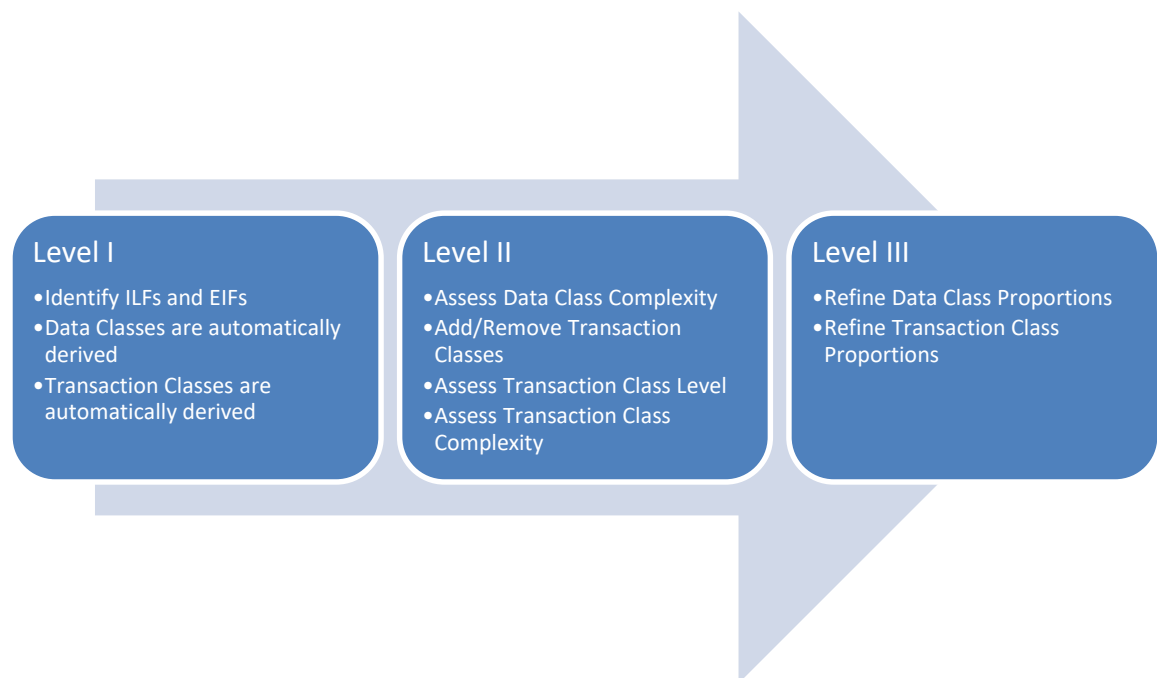 Level I
•Identify ILFs and EIFs
•Data Classes are automatically
derived
•Transaction Classes are
automatically derived
Level II
•Assess Data Class Complexity
•Add/Remove Transaction
Classes
•Assess Transaction Class Level
•Assess Transaction Class
Complexity
Level III
•Refine Data Class Proportions
•Refine Transaction Class
Proportions